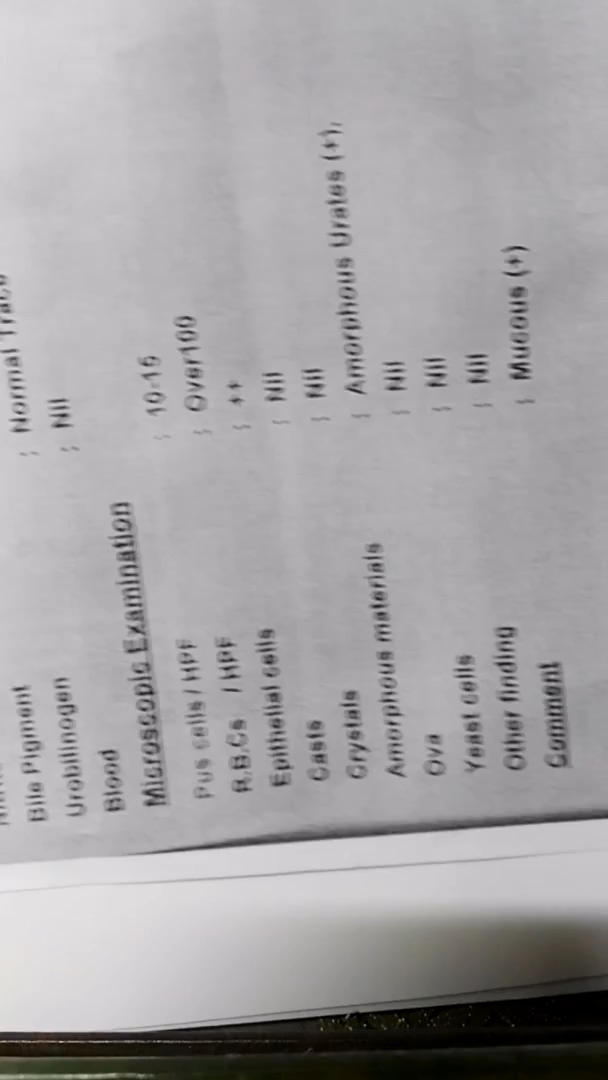 Bile Pigment
Urobilinogen : Normal Trace
Blood : Nil
Microscopic Examination
Pus cells / HPF : 10-15
R.B.Cs / HPF : Over100
Epithelial cells : ++
Casts : Nil
Crystals : Nil
Amorphous materials : Amorphous Urates (+),
Ova : Nil
Yeast cells : Nil
Other finding : Nil
Comment : Mucous (+)